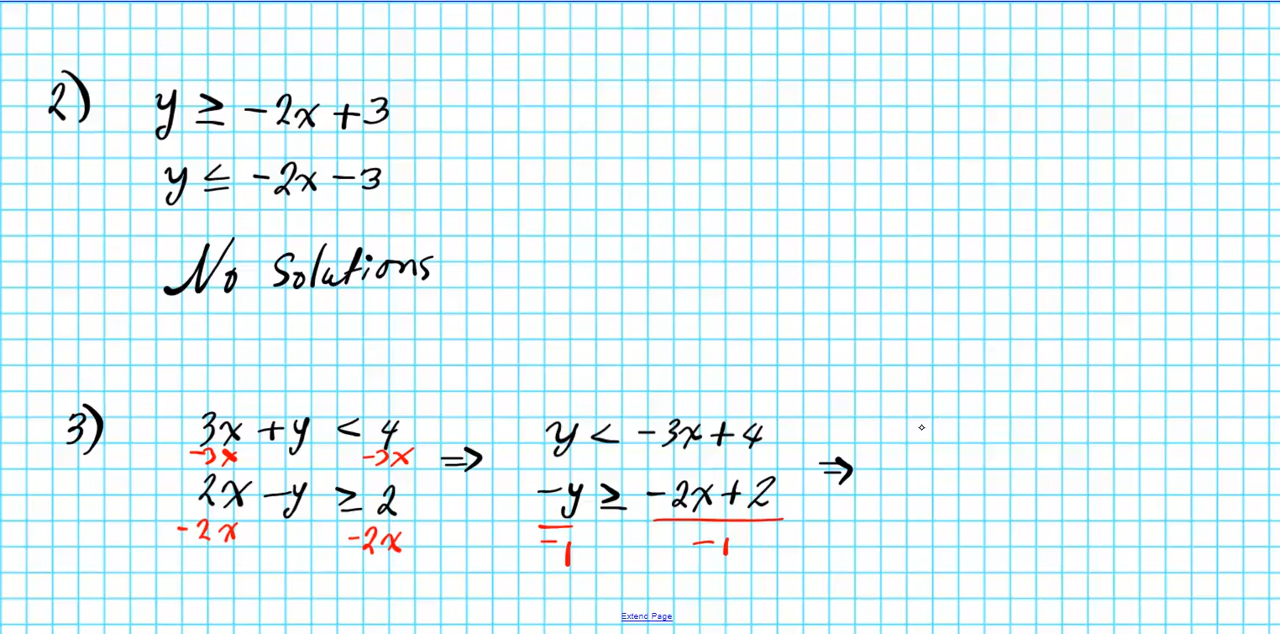 2) y ≥ -2x + 3
y ≤ -2x - 3
No Solutions
3) 3x + y < 4 ⇒ y < -3x + 4 ⇒
-3x -3x
2x - y ≥ 2 -y ≥ -2x + 2
-2x -2x -1 -1
Extend Page